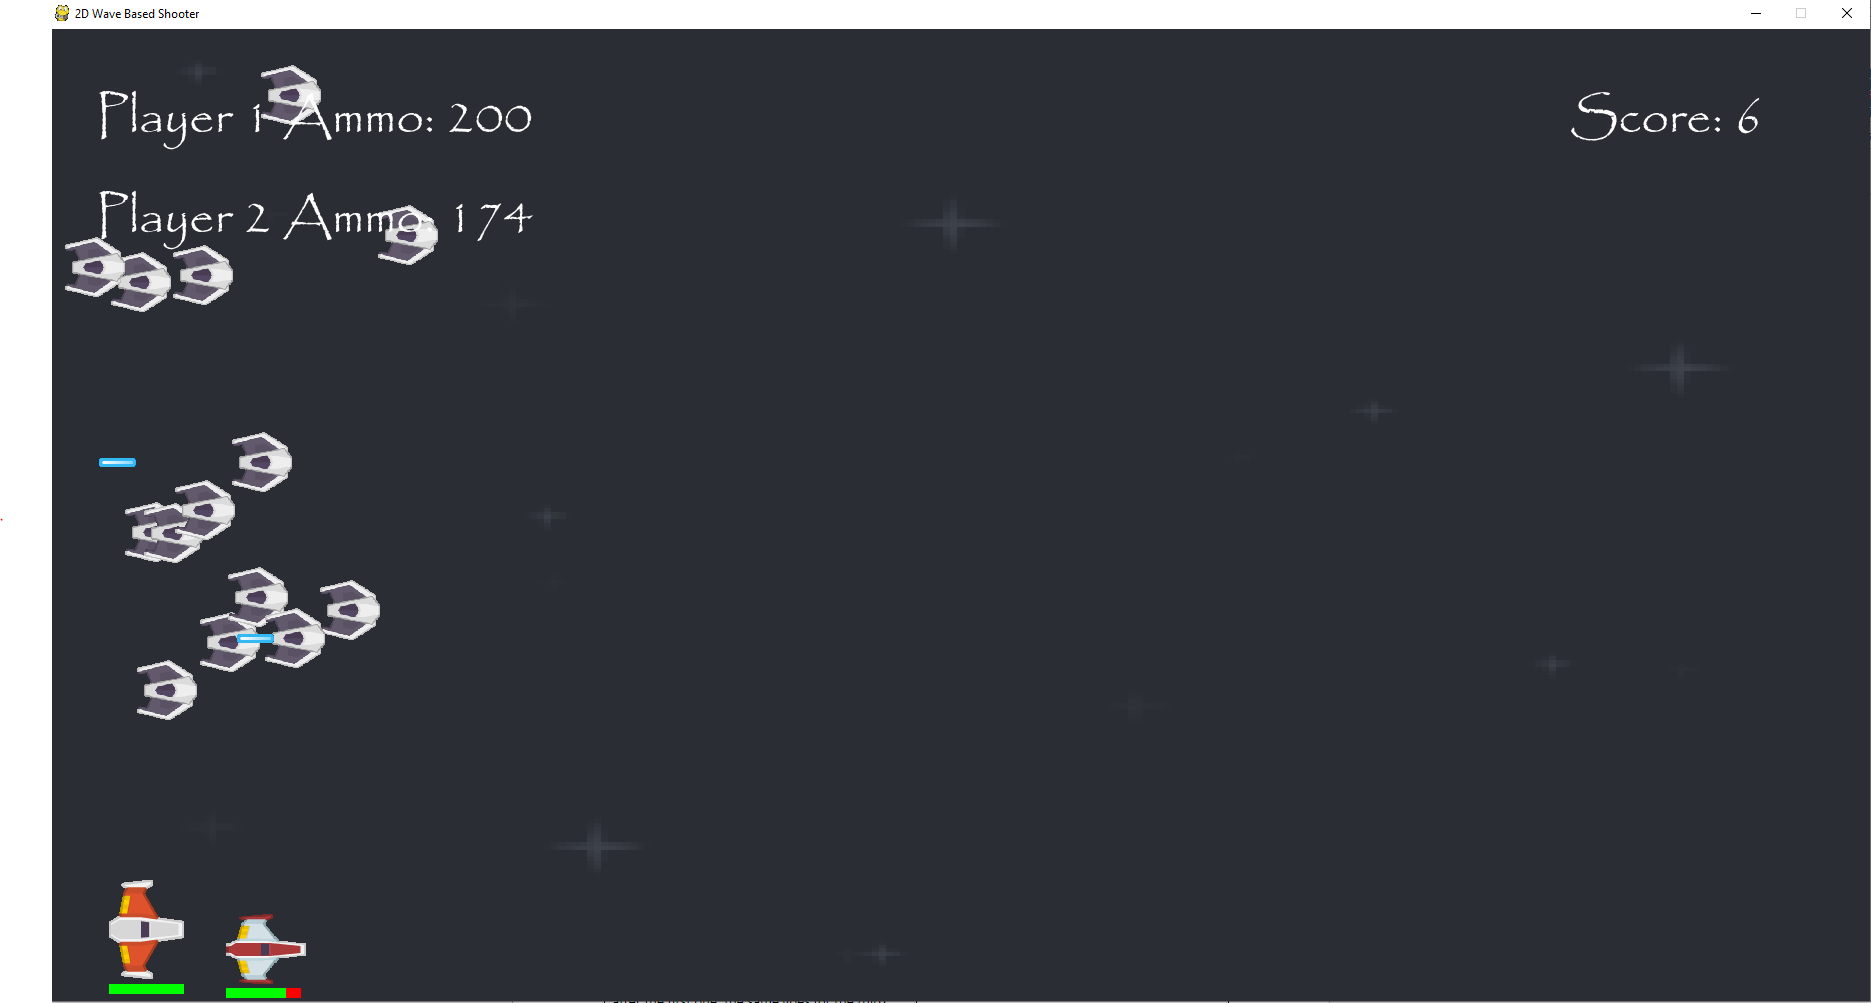 2D Wave Based Shooter
Player 1 Ammo: 200
Score: 6
Player 2 Ammo: 174